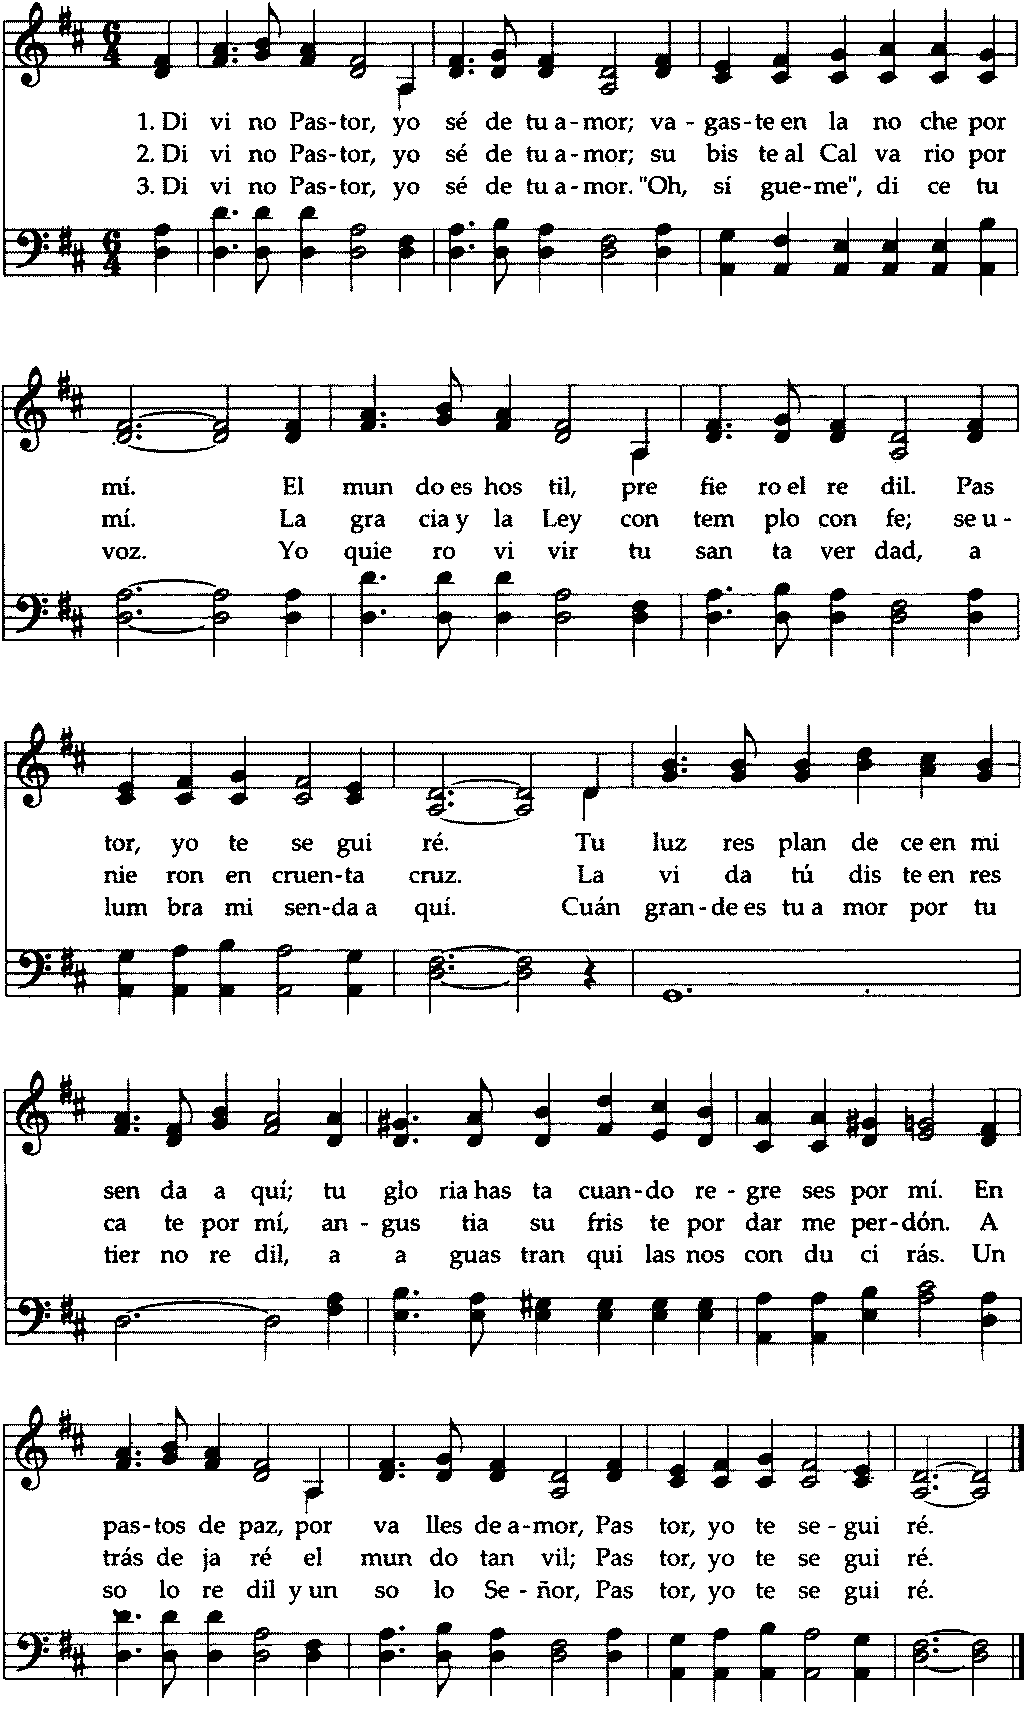 1. Di vi no Pas-tor, yo sé de tu a-mor; va - gas-te en la no che por
2. Di vi no Pas-tor, yo sé de tu a-mor; su bis te al Cal va rio por
3. Di vi no Pas-tor, yo sé de tu a-mor. "Oh, sí gue-me", di ce tu
mí. El mun do es hos til, pre fie ro el re dil. Pas
mí. La gra cia y la Ley con tem plo con fe; se u -
voz. Yo quie ro vi vir tu san ta ver dad, a
tor, yo te se gui ré. Tu luz res plan de ce en mi
nie ron en cruen-ta cruz. La vi da tú dis te en res
lum bra mi sen-da a quí. Cuán gran-de es tu a mor por tu
sen da a quí; tu glo ria has ta cuan-do re - gre ses por mí. En
ca te por mí, an - gus tia su fris te por dar me per-dón. A
tier no re dil, a a guas tran qui las nos con du ci rás. Un
pas-tos de paz, por va lles de a-mor, Pas tor, yo te se - gui ré.
trás de ja ré el mun do tan vil; Pas tor, yo te se gui ré.
so lo re dil y un so lo Se - ñor, Pas tor, yo te se gui ré.